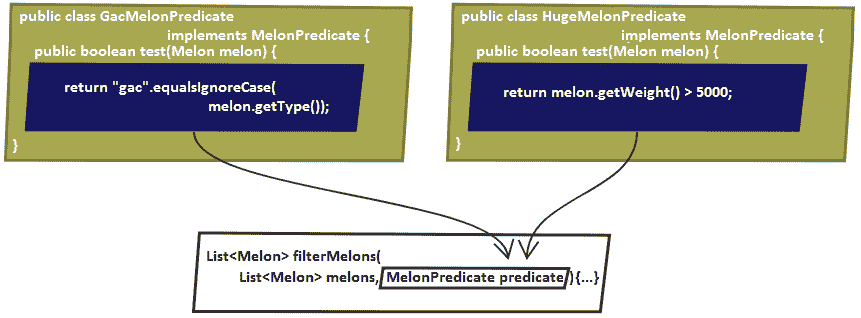 public class GacMelonPredicate
implements MelonPredicate {
public boolean test(Melon melon) {
return "gac".equalsIgnoreCase(
melon.getType());
}
public class HugeMelonPredicate
implements MelonPredicate {
public boolean test(Melon melon) {
return melon.getWeight() > 5000;
}
List<Melon> filterMelons(
List<Melon> melons, MelonPredicate predicate ){...}